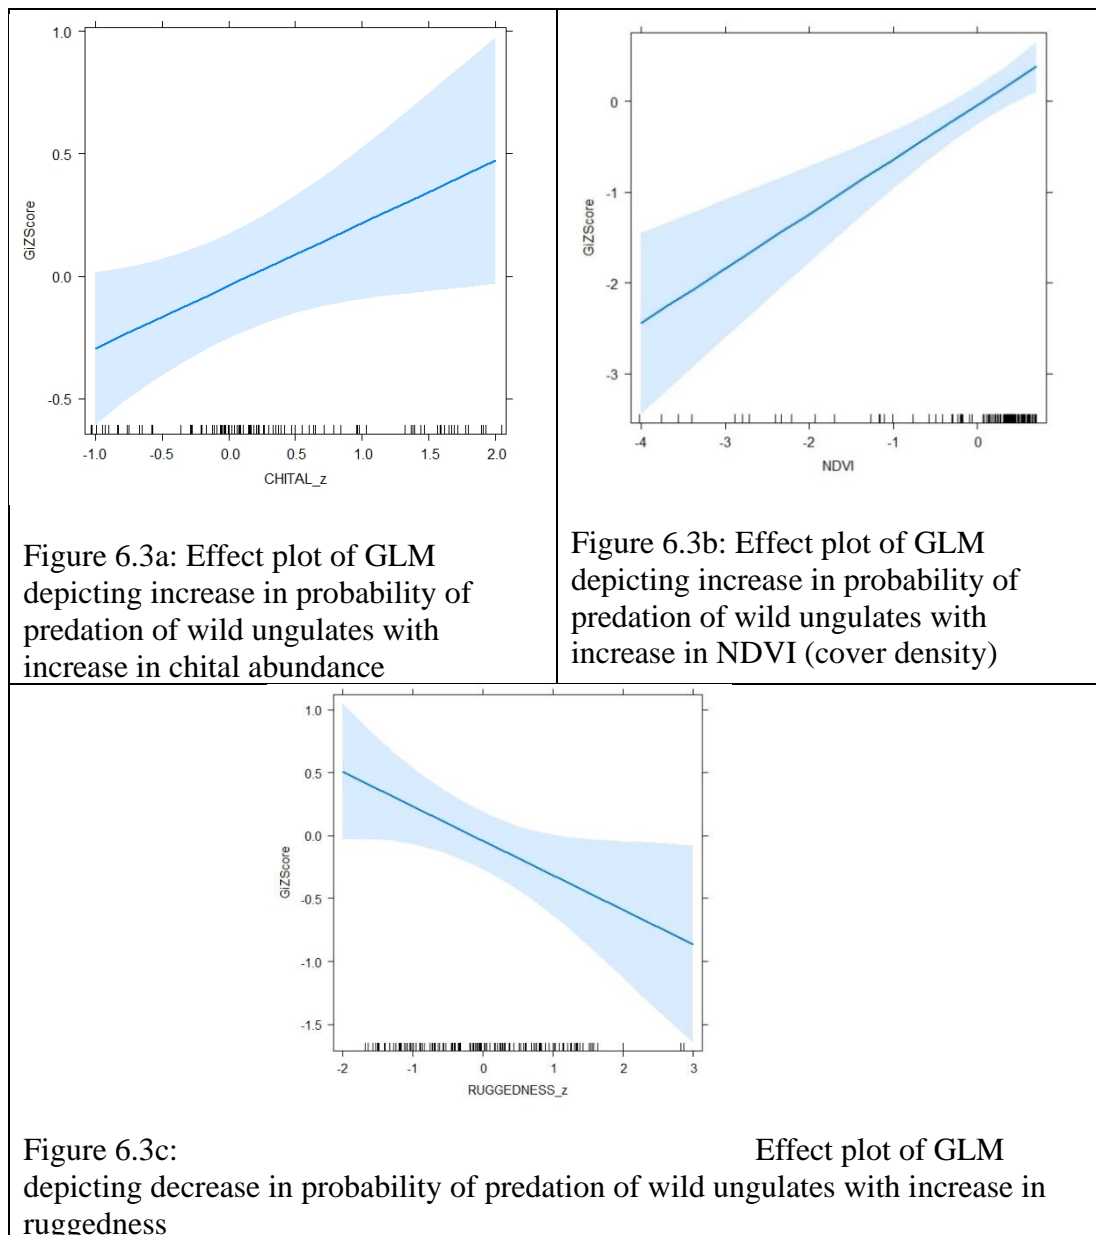 1.0
0.5
0.0
-0.5
GiZScore
-1.0 -0.5 0.0 0.5 1.0 1.5 2.0
CHITAL_z
Figure 6.3a: Effect plot of GLM
depicting increase in probability of
predation of wild ungulates with
increase in chital abundance
0
-1
-2
-3
GiZScore
-4 -3 -2 -1 0
NDVI
Figure 6.3b: Effect plot of GLM
depicting increase in probability of
predation of wild ungulates with
increase in NDVI (cover density)
1.0
0.5
0.0
-0.5
-1.0
-1.5
GiZScore
-2 -1 0 1 2 3
RUGGEDNESS_z
Figure 6.3c: Effect plot of GLM
depicting decrease in probability of predation of wild ungulates with increase in
ruggedness